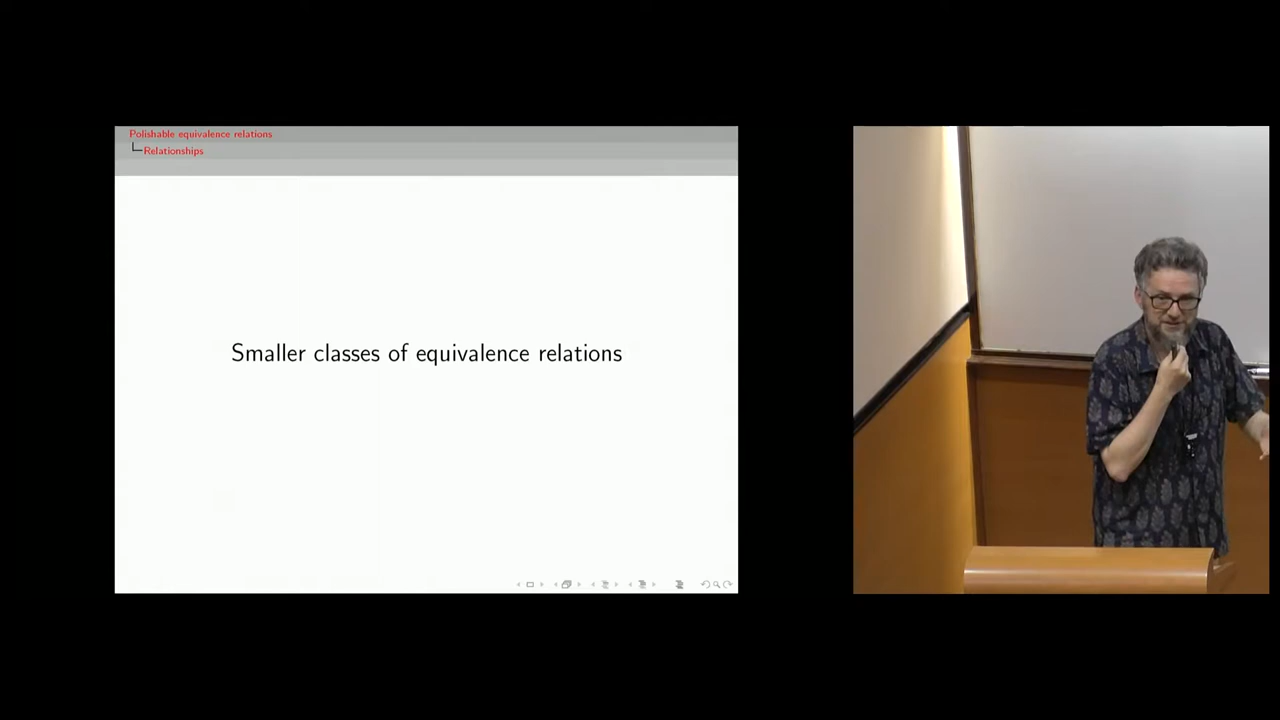 Polishable equivalence relations
Relationships
Smaller classes of equivalence relations